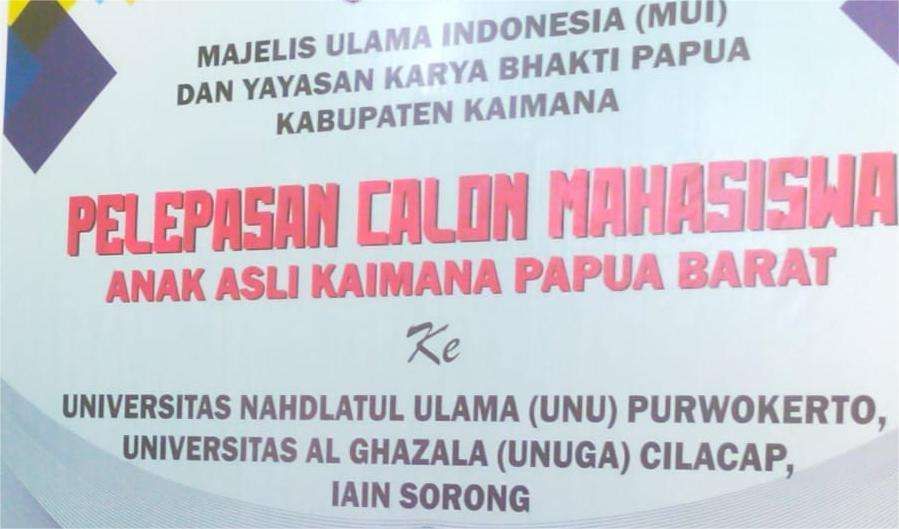 MAJELIS ULAMA INDONESIA (MUI)
DAN YAYASAN KARYA BHAKTI PAPUA
KABUPATEN KAIMANA
PELEPASAN CALON MAHASISWA
ANAK ASLI KAIMANA PAPUA BARAT
Ke
UNIVERSITAS NAHDLATUL ULAMA (UNU) PURWOKERTO,
UNIVERSITAS AL GHAZALA (UNUGA) CILACAP,
IAIN SORONG